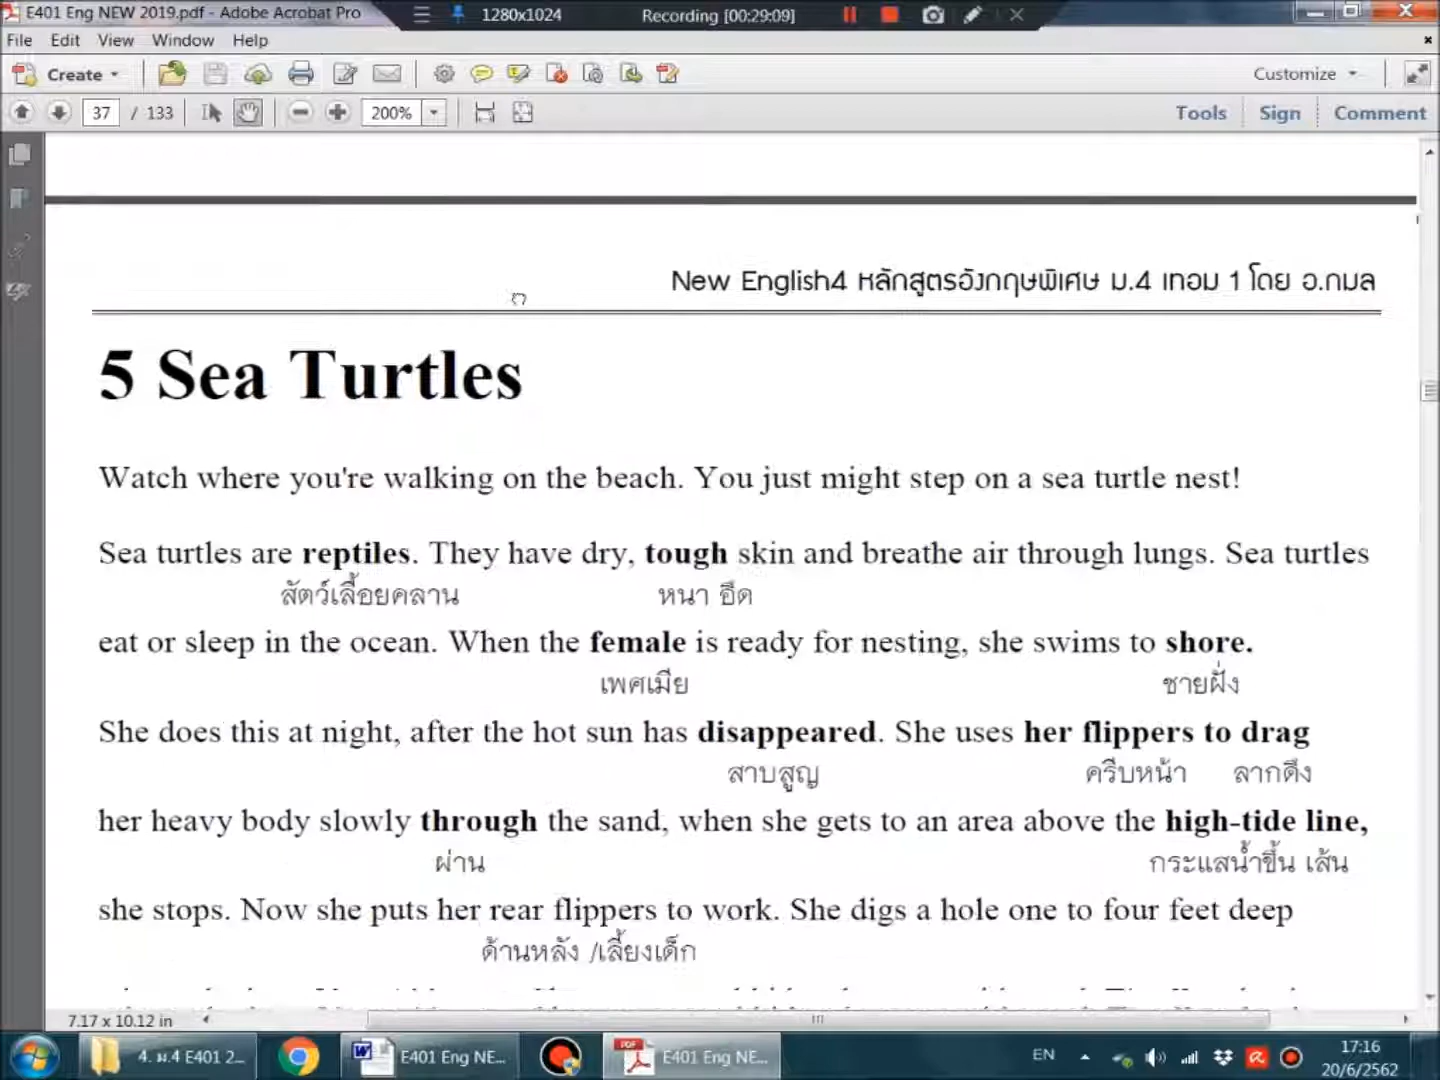 E401 Eng NEW 2019.pdf - Adobe Acrobat Pro
1280x1024
Recording [00:29:09]
File Edit View Window Help
Create
Customize
37 / 133
200%
Tools Sign Comment
New English4 หลักสูตรอังกฤษพิเศษ ม.4 เทอม 1 โดย อ.กมล
5 Sea Turtles
Watch where you're walking on the beach. You just might step on a sea turtle nest!
Sea turtles are reptiles. They have dry, tough skin and breathe air through lungs. Sea turtles
สัตว์เลื้อยคลาน หนา อึด
eat or sleep in the ocean. When the female is ready for nesting, she swims to shore.
เพศเมีย ชายฝั่ง
She does this at night, after the hot sun has disappeared. She uses her flippers to drag
สาบสูญ ครีบหน้า ลากดึง
her heavy body slowly through the sand, when she gets to an area above the high-tide line,
ผ่าน กระแสน้ำขึ้น เส้น
she stops. Now she puts her rear flippers to work. She digs a hole one to four feet deep
ด้านหลัง /เลี้ยงเด็ก
7.17 x 10.12 in
4. ม.4 E401 2...
E401 Eng NE...
E401 Eng NE...
EN
17:16
20/6/2562